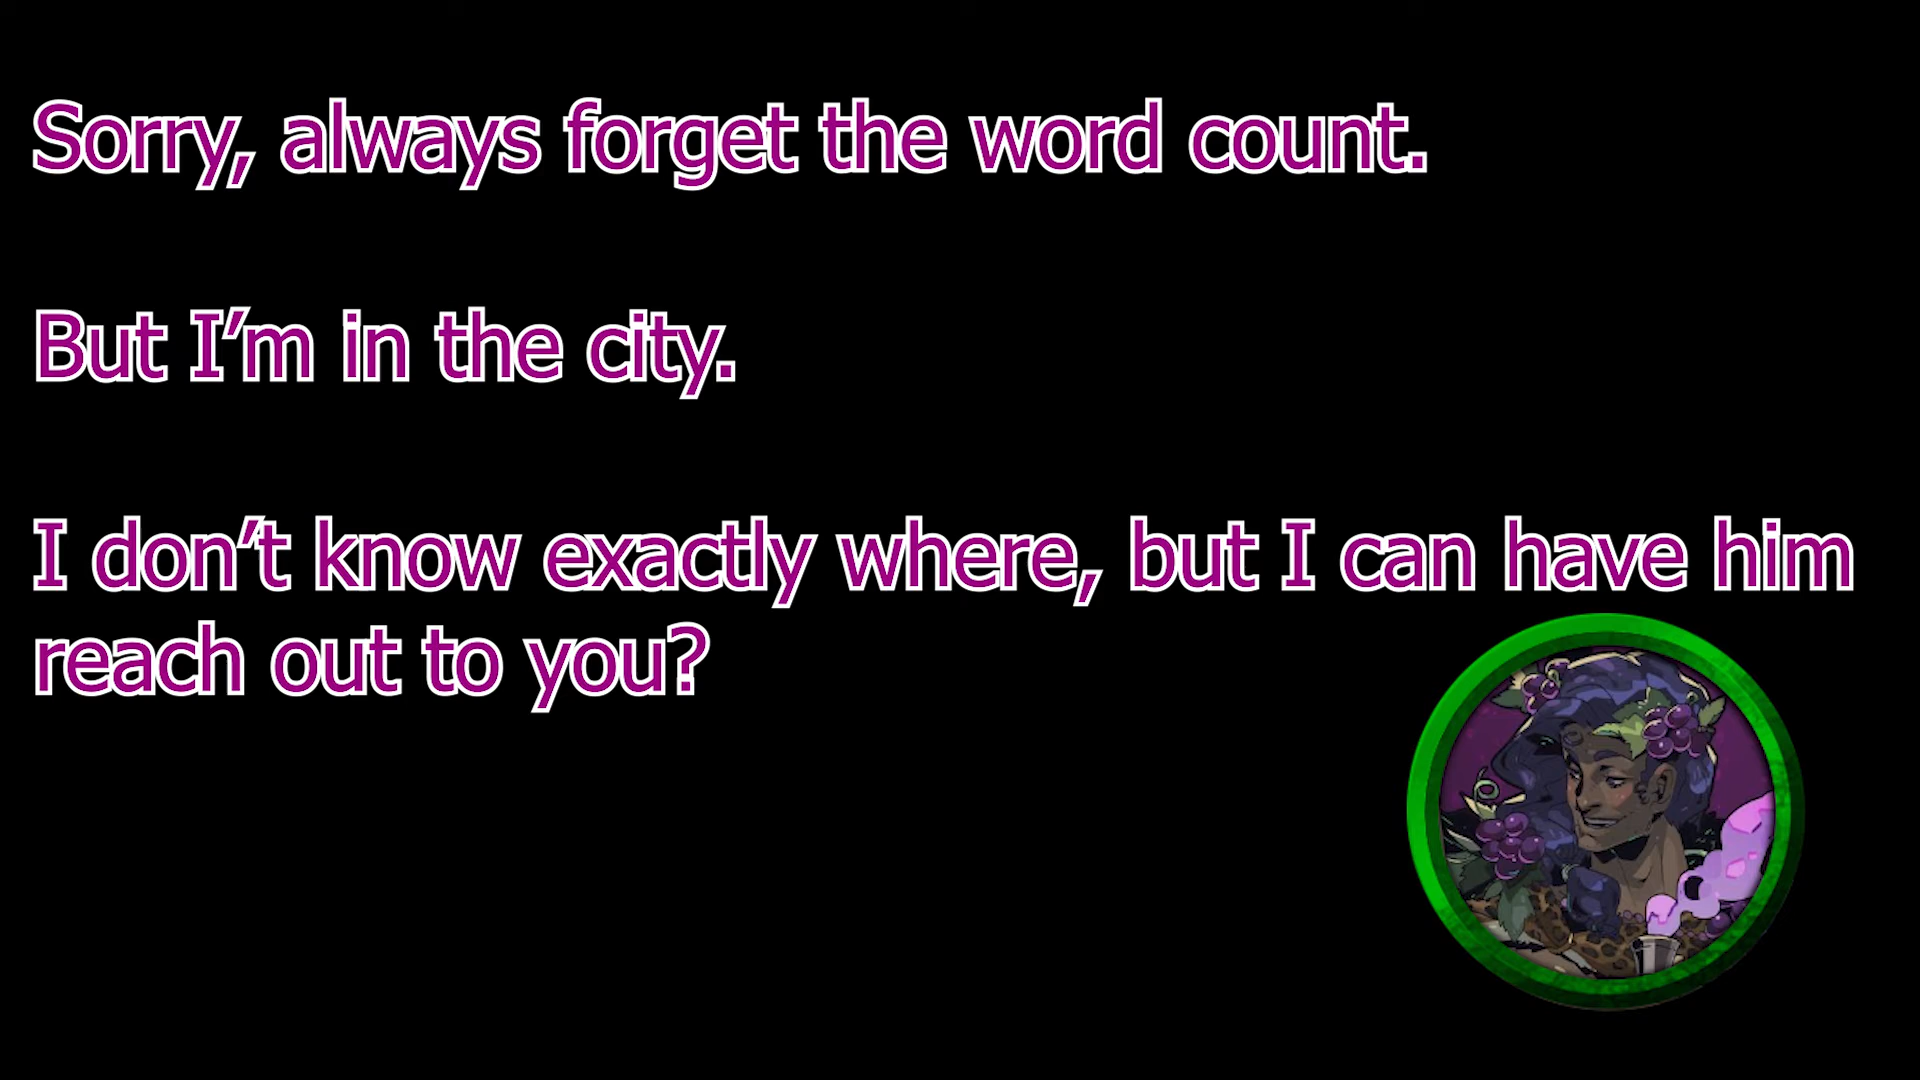 Sorry, always forget the word count.
But I’m in the city.
I don’t know exactly where, but I can have him
reach out to you?